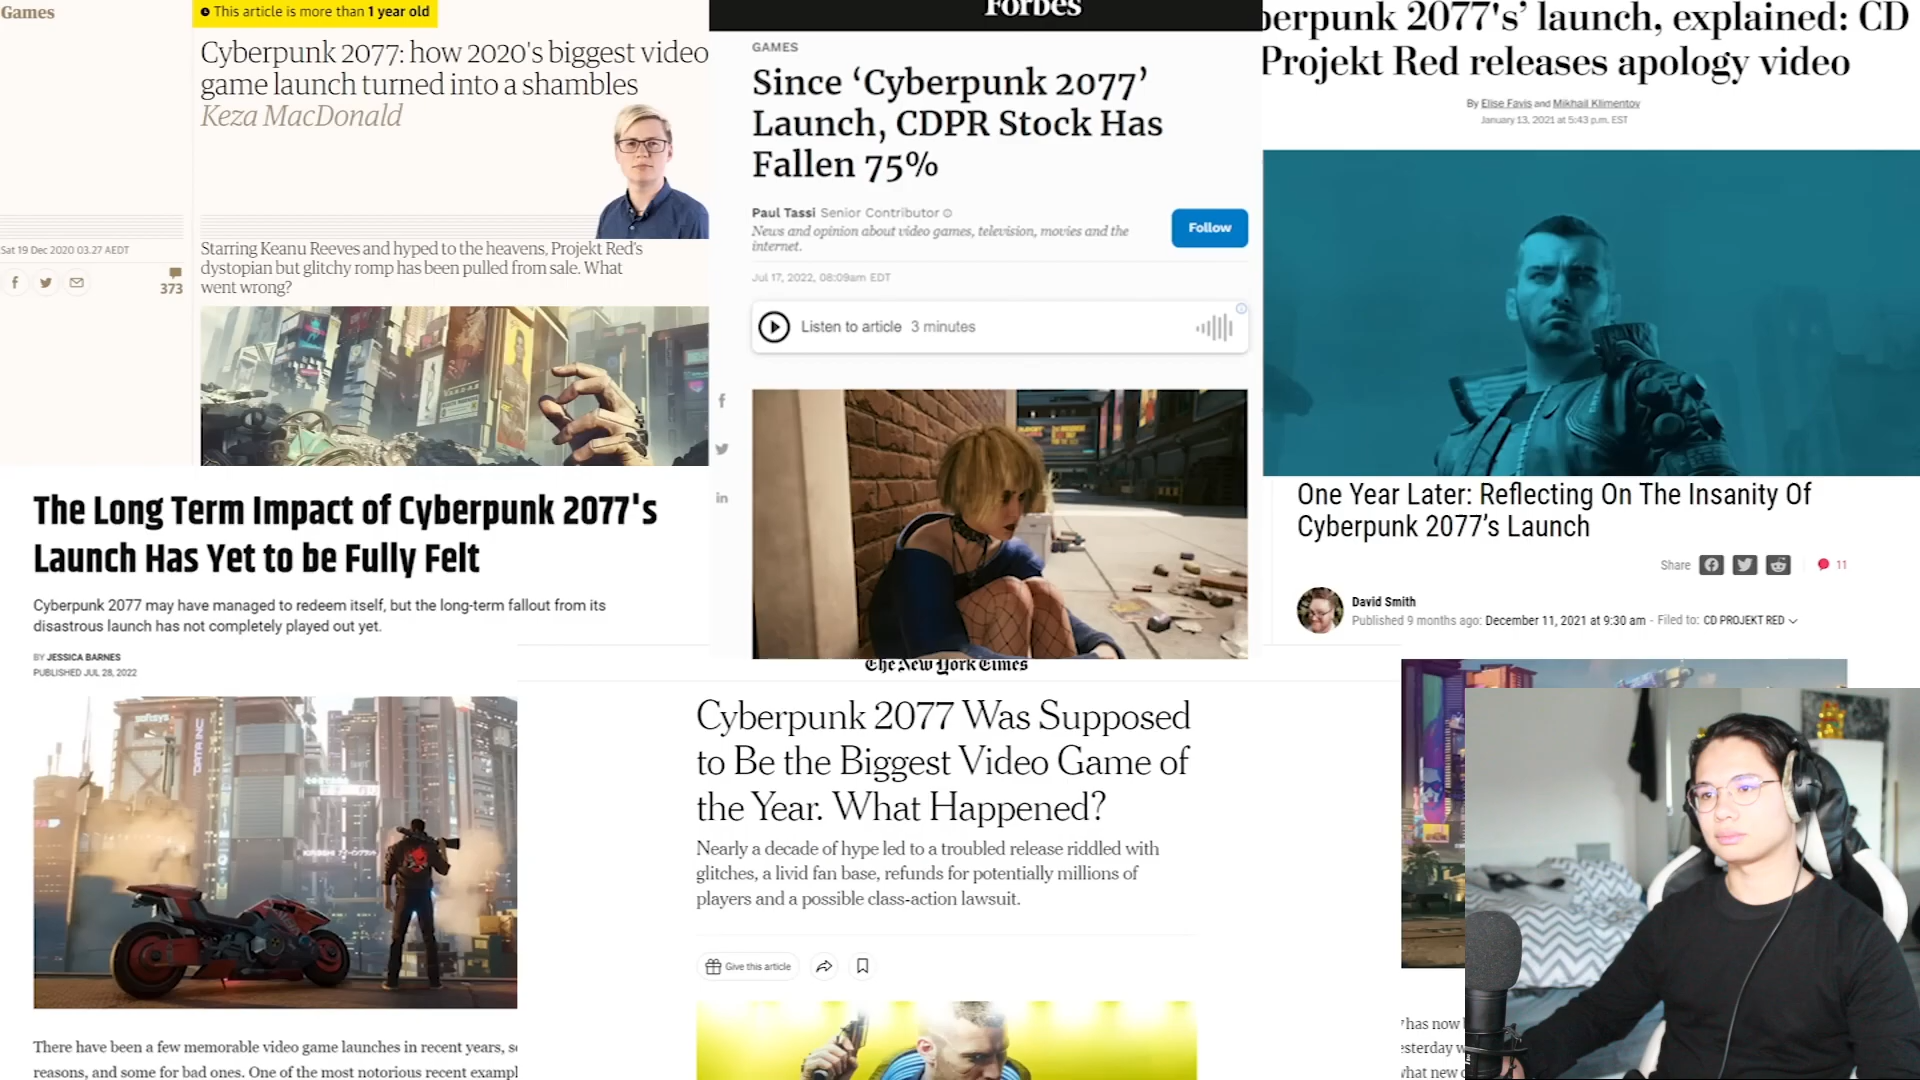 Games
This article is more than 1 year old
Cyberpunk 2077: how 2020's biggest video
game launch turned into a shambles
Keza MacDonald
Sat 19 Dec 2020 03.27 AEDT
373
Starring Keanu Reeves and hyped to the heavens, Projekt Red's
dystopian but glitchy romp has been pulled from sale. What
went wrong?
Forbes
GAMES
Since ‘Cyberpunk 2077’
Launch, CDPR Stock Has
Fallen 75%
Paul Tassi Senior Contributor
News and opinion about video games, television, movies and the
internet.
Follow
Jul 17, 2022, 08:09am EDT
Listen to article 3 minutes
berpunk 2077's’ launch, explained: CD
Projekt Red releases apology video
By Elise Favis and Mikhail Klimentov
January 13, 2021 at 5:43 p.m. EST
The Long Term Impact of Cyberpunk 2077's
Launch Has Yet to be Fully Felt
Cyberpunk 2077 may have managed to redeem itself, but the long-term fallout from its
disastrous launch has not completely played out yet.
BY JESSICA BARNES
PUBLISHED JUL 28, 2022
There have been a few memorable video game launches in recent years, s
reasons, and some for bad ones. One of the most notorious recent exampl
One Year Later: Reflecting On The Insanity Of
Cyberpunk 2077’s Launch
Share
11
David Smith
Published 9 months ago: December 11, 2021 at 9:30 am - Filed to: CD PROJEKT RED
The New York Times
Cyberpunk 2077 Was Supposed
to Be the Biggest Video Game of
the Year. What Happened?
Nearly a decade of hype led to a troubled release riddled with
glitches, a livid fan base, refunds for potentially millions of
players and a possible class-action lawsuit.
Give this article
7 has now
esterday w
what new